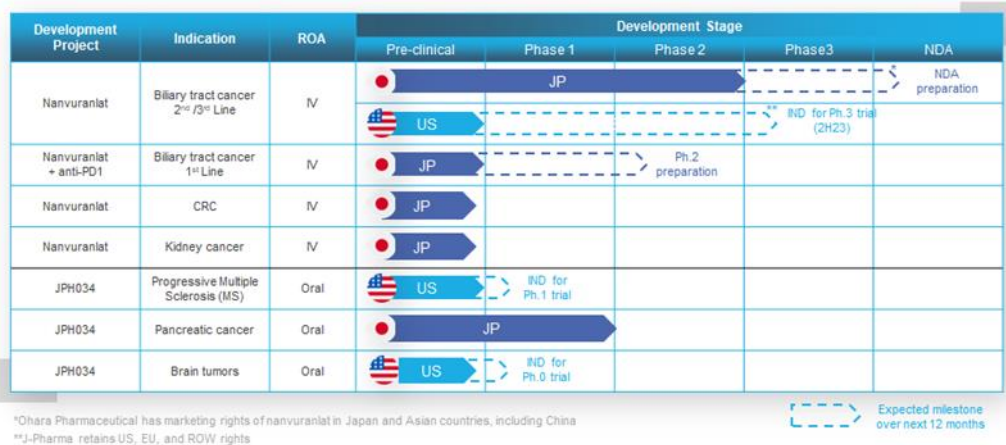 Development Project
Indication
ROA
Development Stage
Pre-clinical
Phase 1
Phase 2
Phase3
NDA
Nanvuranlat
Biliary tract cancer
2nd /3rd Line
IV
JP
*
NDA
preparation
US
**
IND for Ph.3 trial
(2H23)
Nanvuranlat
+ anti-PD1
Biliary tract cancer
1st Line
IV
JP
Ph.2
preparation
Nanvuranlat
CRC
IV
JP
Nanvuranlat
Kidney cancer
IV
JP
JPH034
Progressive Multiple
Sclerosis (MS)
Oral
US
IND for
Ph.1 trial
JPH034
Pancreatic cancer
Oral
JP
JPH034
Brain tumors
Oral
US
IND for
Ph.0 trial
*Ohara Pharmaceutical has marketing rights of nanvuranlat in Japan and Asian countries, including China
**J-Pharma retains US, EU, and ROW rights
Expected milestone
over next 12 months